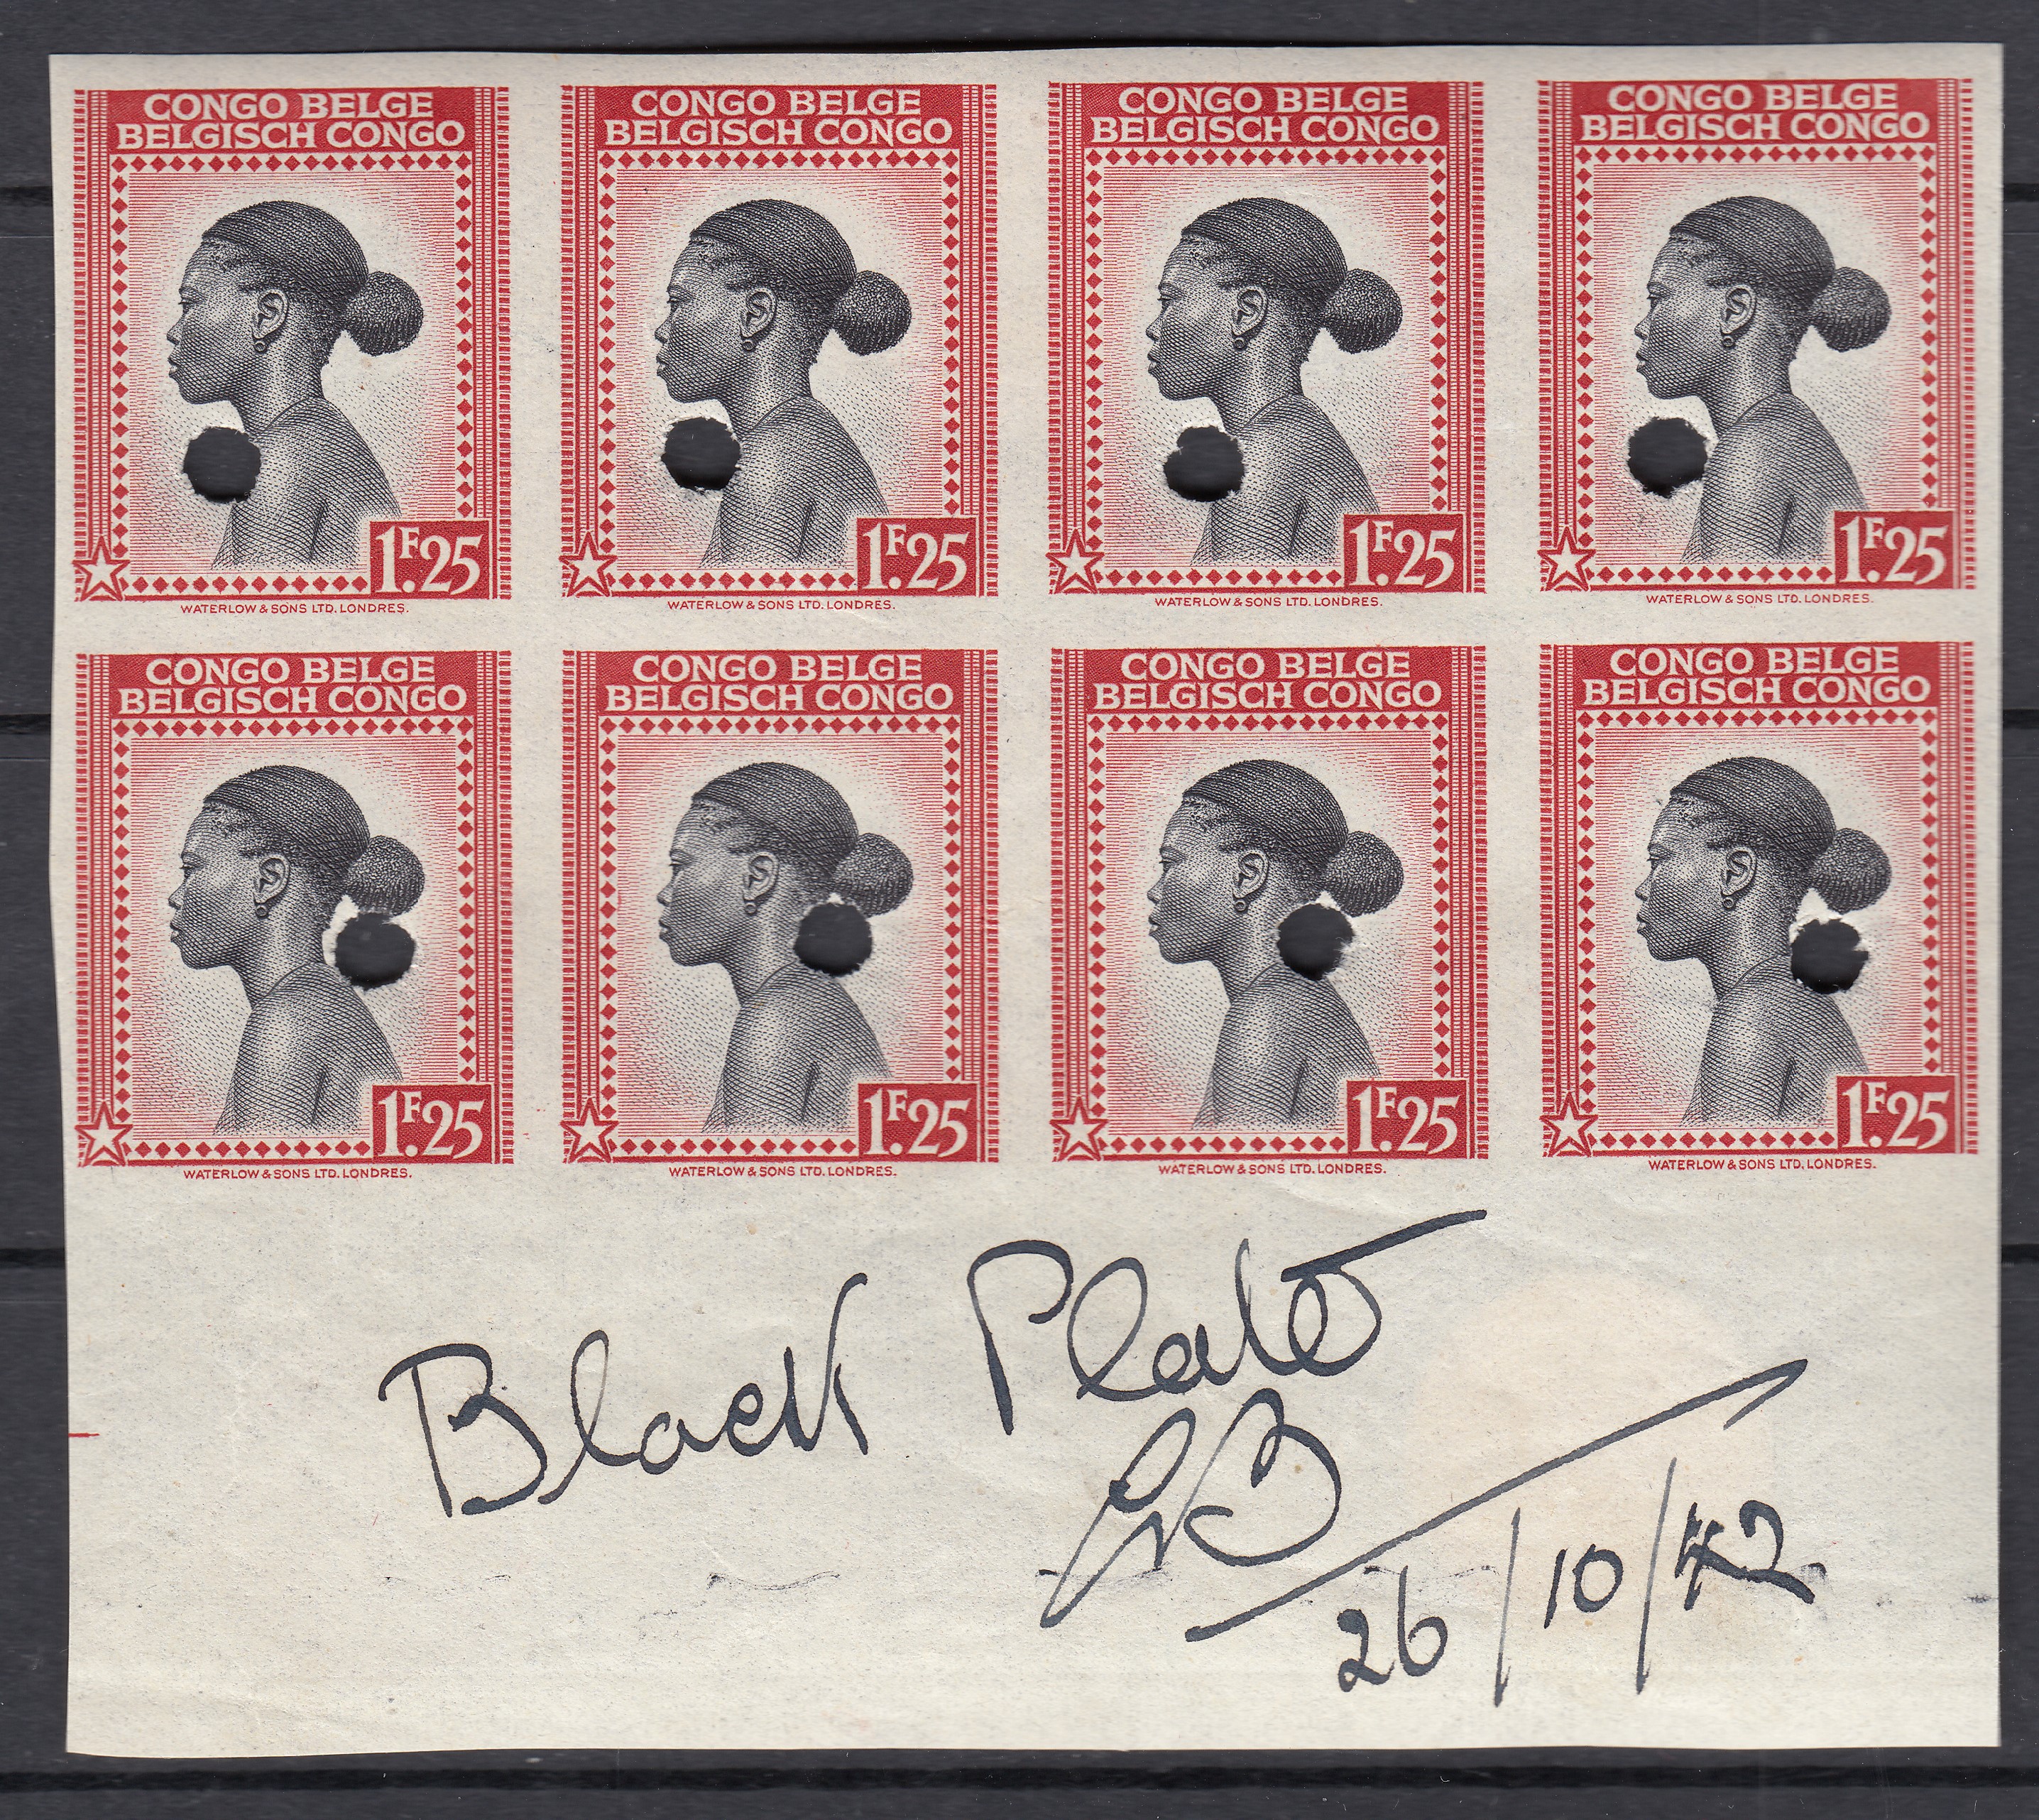 CONGO BELGE
BELGISCH CONGO
1F.25
WATERLOW & SONS LTD. LONDRES.
CONGO BELGE
BELGISCH CONGO
1F.25
WATERLOW & SONS LTD. LONDRES.
CONGO BELGE
BELGISCH CONGO
1F.25
WATERLOW & SONS LTD. LONDRES.
CONGO BELGE
BELGISCH CONGO
1F.25
WATERLOW & SONS LTD. LONDRES.
CONGO BELGE
BELGISCH CONGO
1F.25
WATERLOW & SONS LTD. LONDRES.
CONGO BELGE
BELGISCH CONGO
1F.25
WATERLOW & SONS LTD. LONDRES.
CONGO BELGE
BELGISCH CONGO
1F.25
WATERLOW & SONS LTD. LONDRES.
CONGO BELGE
BELGISCH CONGO
1F.25
WATERLOW & SONS LTD. LONDRES.
Black Plate
26/10/42